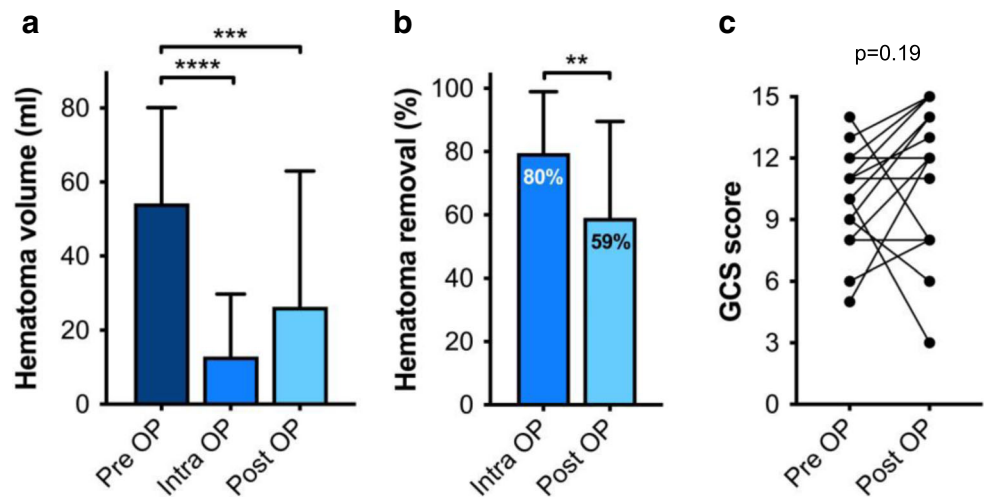 a
***
****
Hematoma volume (ml)
80
60
40
20
0
Pre OP
Intra OP
Post OP
b
**
Hematoma removal (%)
100
80
60
40
20
0
80%
59%
Intra OP
Post OP
c
p=0.19
GCS score
15
12
9
6
3
0
Pre OP
Post OP